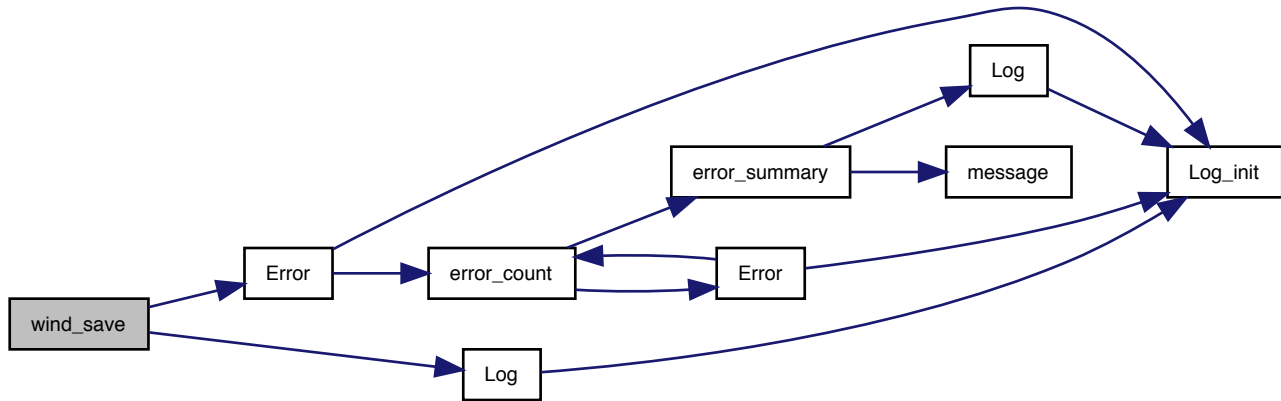 wind_save
Error
Log
error_count
error_summary
Error
Log
message
Log_init